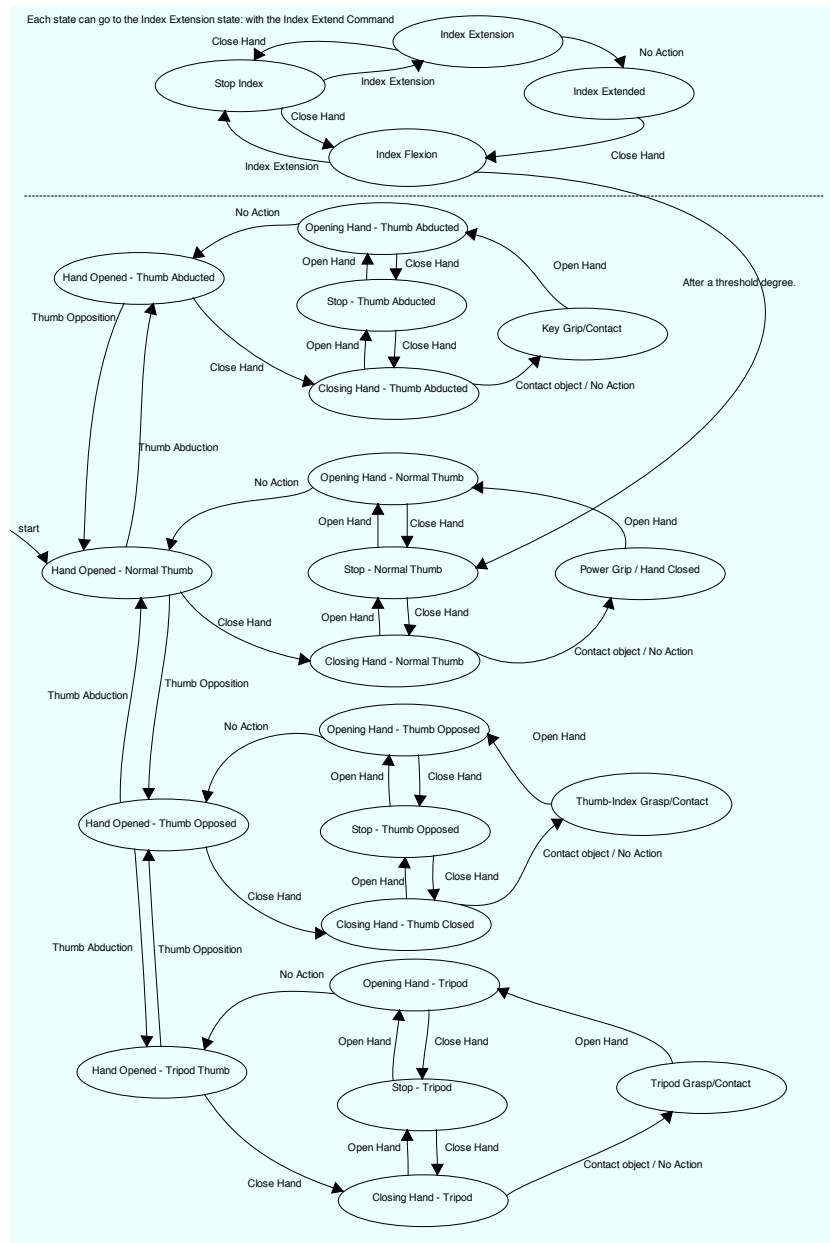 Each state can go to the Index Extension state: with the Index Extend Command
Index Extension
Close Hand
No Action
Stop Index
Index Extension
Index Extended
Close Hand
Index Flexion
Index Extension
Close Hand
No Action
Opening Hand - Thumb Abducted
Open Hand
Close Hand
Open Hand
Hand Opened - Thumb Abducted
After a threshold degree.
Stop - Thumb Abducted
Thumb Opposition
Key Grip/Contact
Open Hand
Close Hand
Close Hand
Closing Hand - Thumb Abducted
Contact object / No Action
Thumb Abduction
Opening Hand - Normal Thumb
No Action
Open Hand
Close Hand
Open Hand
start
Hand Opened - Normal Thumb
Stop - Normal Thumb
Power Grip / Hand Closed
Close Hand
Open Hand
Close Hand
Contact object / No Action
Closing Hand - Normal Thumb
Thumb Abduction
Thumb Opposition
No Action
Opening Hand - Thumb Opposed
Open Hand
Open Hand
Close Hand
Thumb-Index Grasp/Contact
Hand Opened - Thumb Opposed
Stop - Thumb Opposed
Contact object / No Action
Open Hand
Close Hand
Close Hand
Closing Hand - Thumb Closed
Thumb Abduction
Thumb Opposition
No Action
Opening Hand - Tripod
Open Hand
Close Hand
Open Hand
Hand Opened - Tripod Thumb
Stop - Tripod
Tripod Grasp/Contact
Open Hand
Close Hand
Contact object / No Action
Close Hand
Closing Hand - Tripod